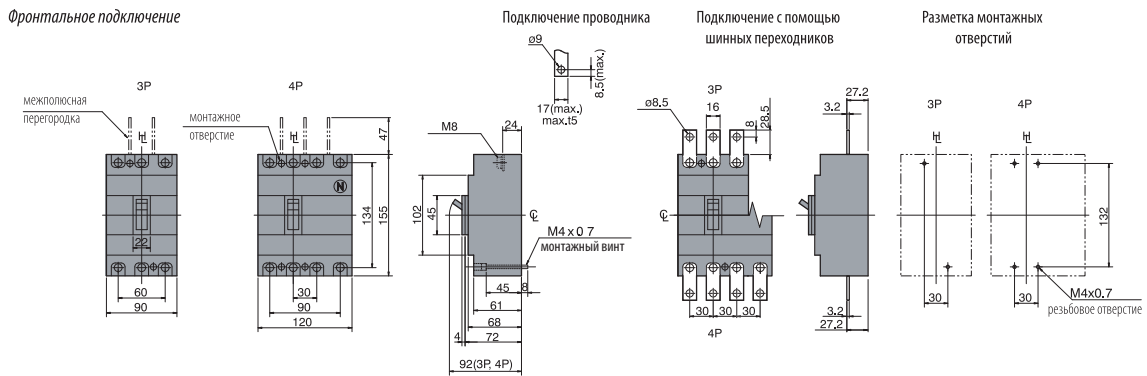 Фронтальное подключение
Подключение проводника
Подключение с помощью
шинных переходников
Разметка монтажных
отверстий
ø9
8.5(max.)
17(max.)
max.t5
3P
4P
межполюсная
перегородка
монтажное
отверстие
47
134
155
N
22
60
90
30
90
120
M8
24
102
45
M4 x 0 7
монтажный винт
45
8
61
68
4
72
92(3P, 4P)
3P
ø8.5
16
8
28.5
30
30
30
4P
27.2
3.2
3.2
27.2
3P
4P
132
30
30
M4x0.7
резьбовое отверстие